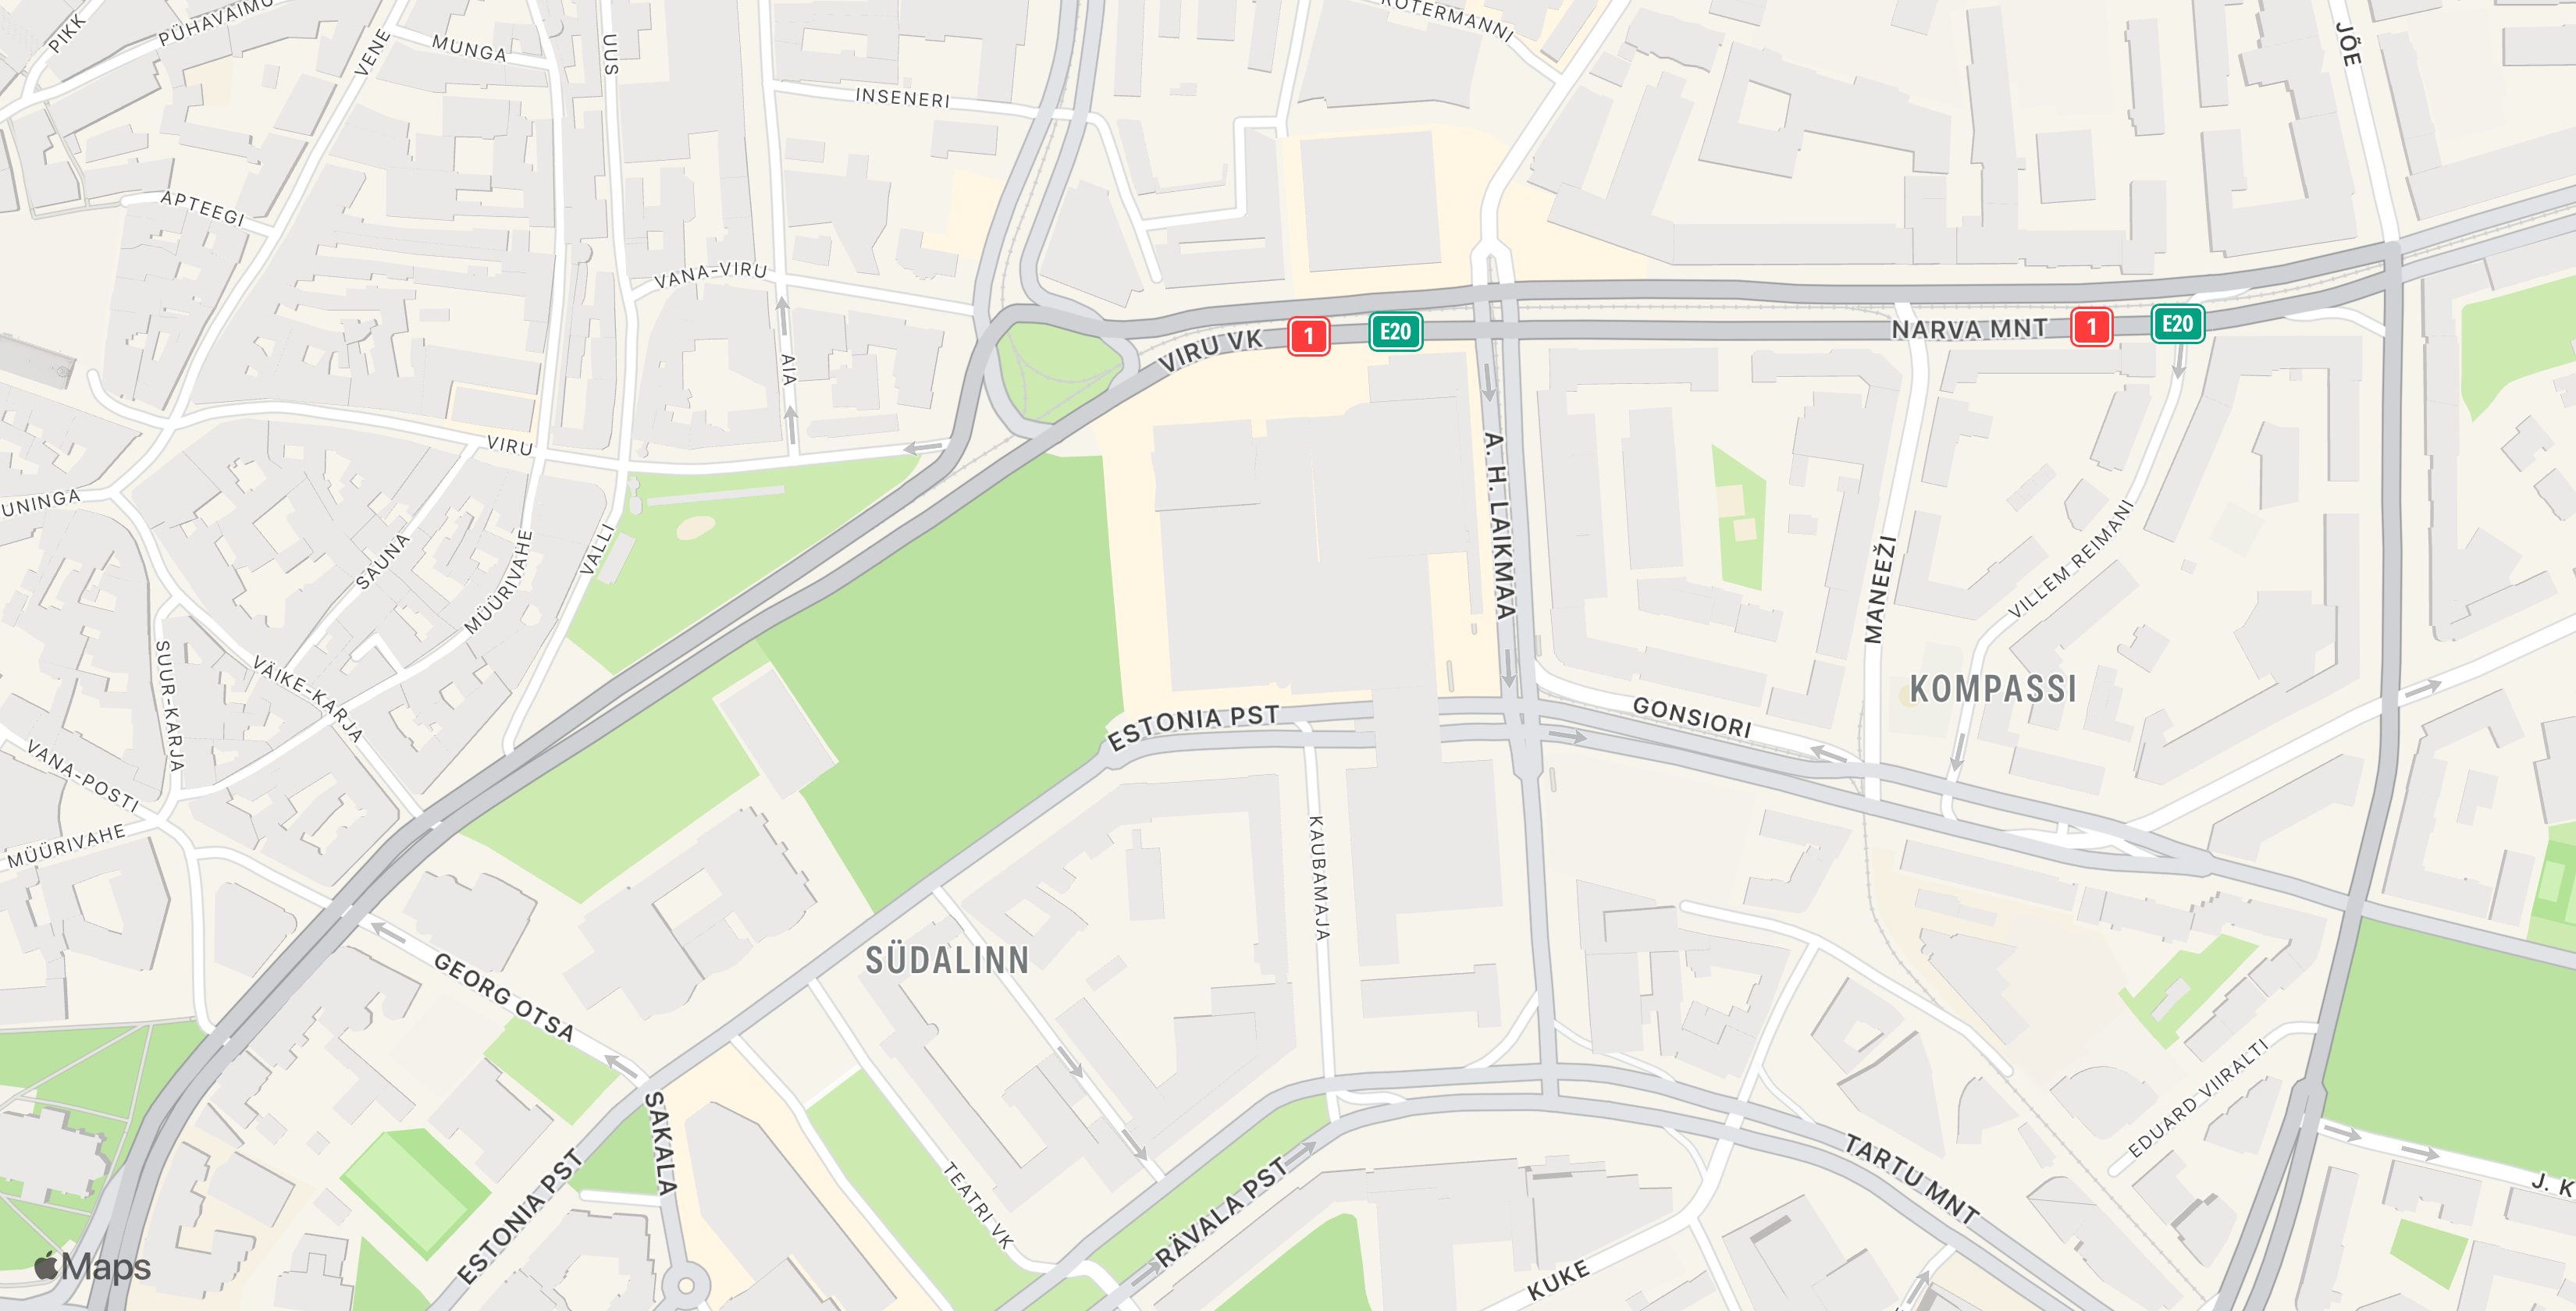 PIKK
PÜHAVAIMU
VENE
MUNGA
UUS
ROTERMANNI
JÕE
INSENERI
APTEEGI
VANA-VIRU
AIA
VIRU VK
1
E20
NARVA MNT
1
E20
VIRU
UNINGA
SAUNA
MÜÜRIVAHE
VALLI
A. H. LAIKMAA
MANEEŽI
VILLEM REIMANI
SUUR-KARJA
VÄIKE-KARJA
KOMPASSI
ESTONIA PST
GONSIORI
VANA-POSTI
MÜÜRIVAHE
KAUBAMAJA
SÜDALINN
GEORG OTSA
SAKALA
ESTONIA PST
TEATRI VK
RÄVALA PST
TARTU MNT
EDUARD VIIRALTI
J. K
KUKE
Maps